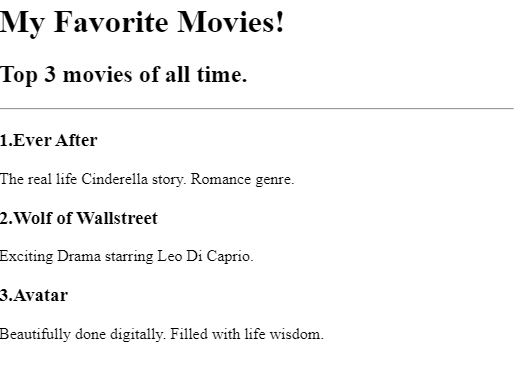 My Favorite Movies!
Top 3 movies of all time.
1.Ever After
The real life Cinderella story. Romance genre.
2.Wolf of Wallstreet
Exciting Drama starring Leo Di Caprio.
3.Avatar
Beautifully done digitally. Filled with life wisdom.